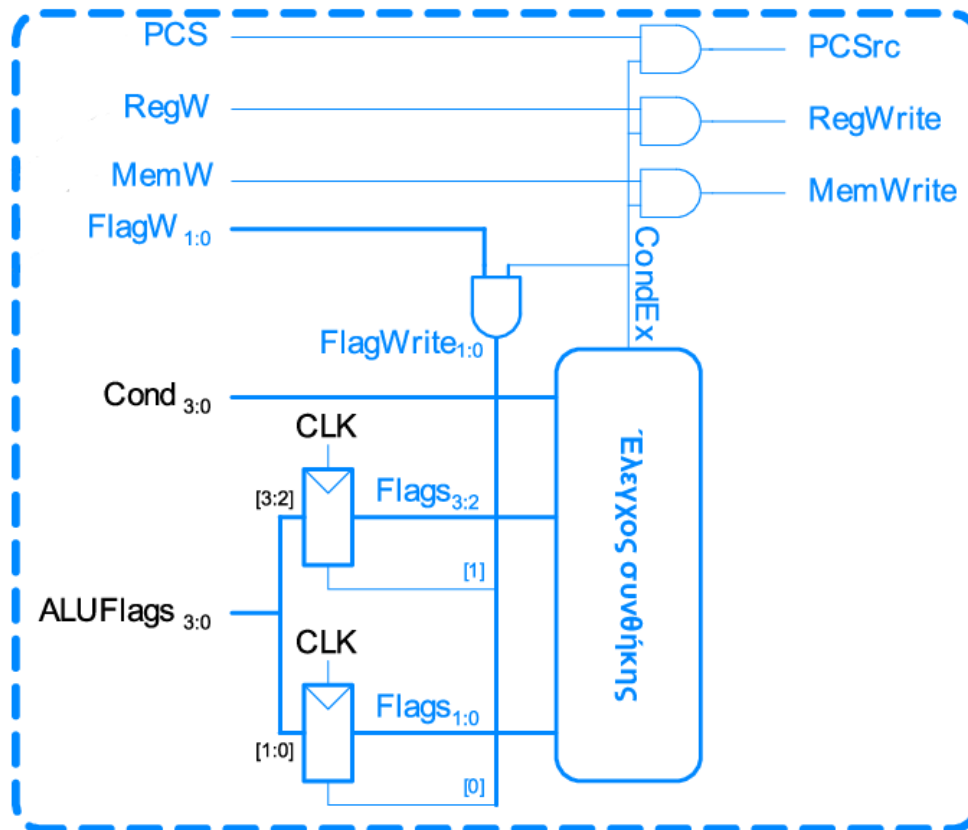 PCS
PCSrc
RegW
RegWrite
MemW
MemWrite
FlagW 1:0
CondEx
FlagWrite1:0
Cond 3:0
CLK
[3:2]
Flags3:2
Έλεγχος συνθήκης
[1]
ALUFlags 3:0
CLK
Flags1:0
[1:0]
[0]